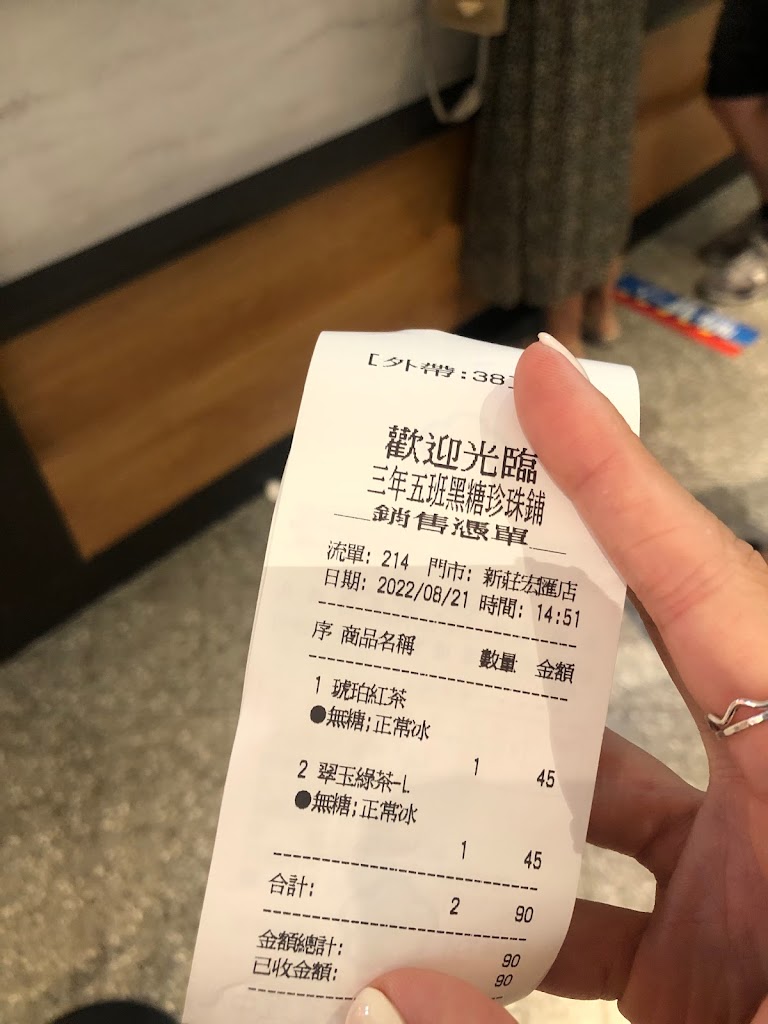 [外帶:38]
歡迎光臨
三年五班黑糖珍珠鋪
銷售憑單
流單: 214 門市: 新莊宏匯店
日期: 2022/08/21 時間: 14:51
序 商品名稱 數量 金額
1 琥珀紅茶
●無糖;正常冰
1 45
2 翠玉綠茶-L
●無糖;正常冰
1 45
合計: 2 90
金額總計: 90
已收金額: 90